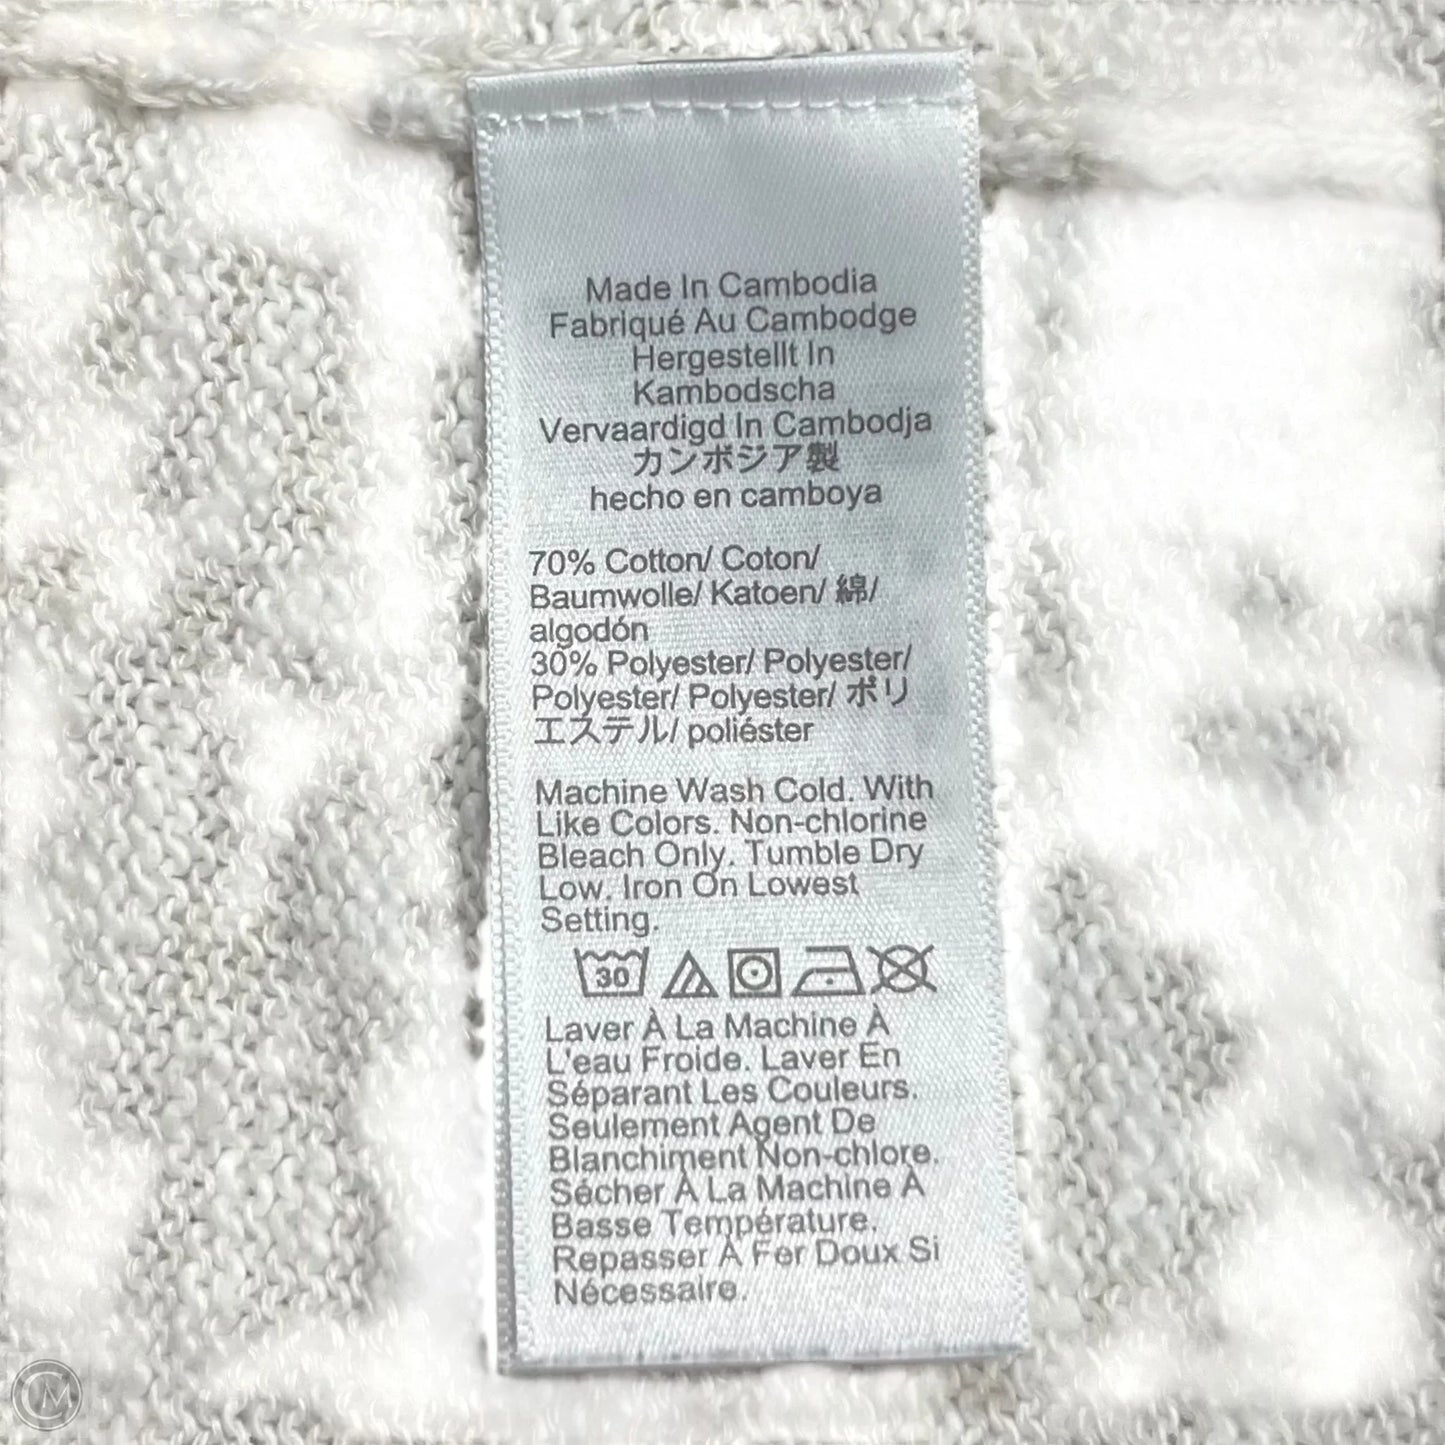 Made In Cambodia
Fabriqué Au Cambodge
Hergestellt In
Kambodscha
Vervaardigd In Cambodja
カンボジア製
hecho en camboya
70% Cotton/ Coton/
Baumwolle/ Katoen/ 綿/
algodón
30% Polyester/ Polyester/
Polyester/ Polyester/ ポリ
エステル/ poliéster
Machine Wash Cold. With
Like Colors. Non-chlorine
Bleach Only. Tumble Dry
Low. Iron On Lowest
Setting.
30
Laver À La Machine À
L'eau Froide. Laver En
Séparant Les Couleurs.
Seulement Agent De
Blanchiment Non-chlore.
Sécher À La Machine À
Basse Température.
Repasser À Fer Doux Si
Nécessaire.
CM